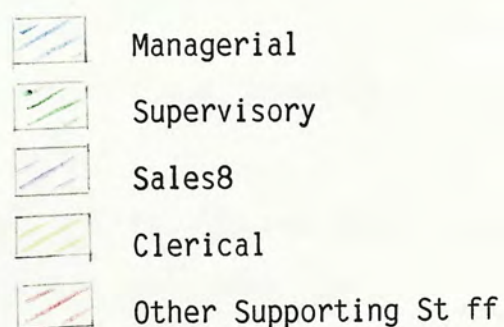 Managerial
Supervisory
Sales8
Clerical
Other Supporting St ff